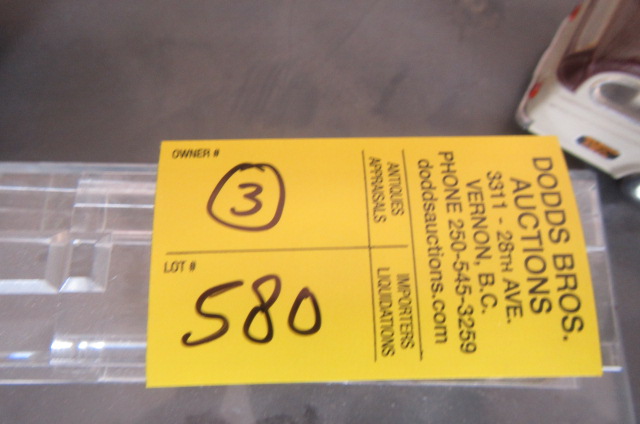 DODDS BROS.
AUCTIONS
3311 - 28TH AVE.
VERNON, B.C.
PHONE 250-545-3259
doddsauctions.com
ANTIQUES
APPRAISALS
IMPORTERS
LIQUIDATIONS
OWNER #
3
LOT #
580